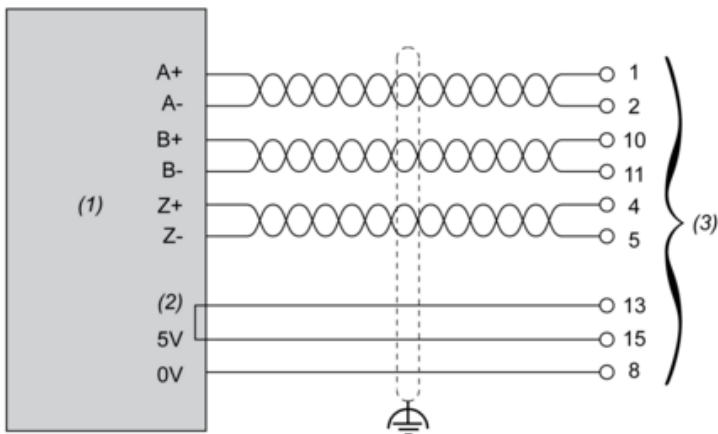 A+ 1
A- 2
B+ 10
B- 11
(1) Z+ 4 (3)
Z- 5
(2) 13
5V 15
0V 8